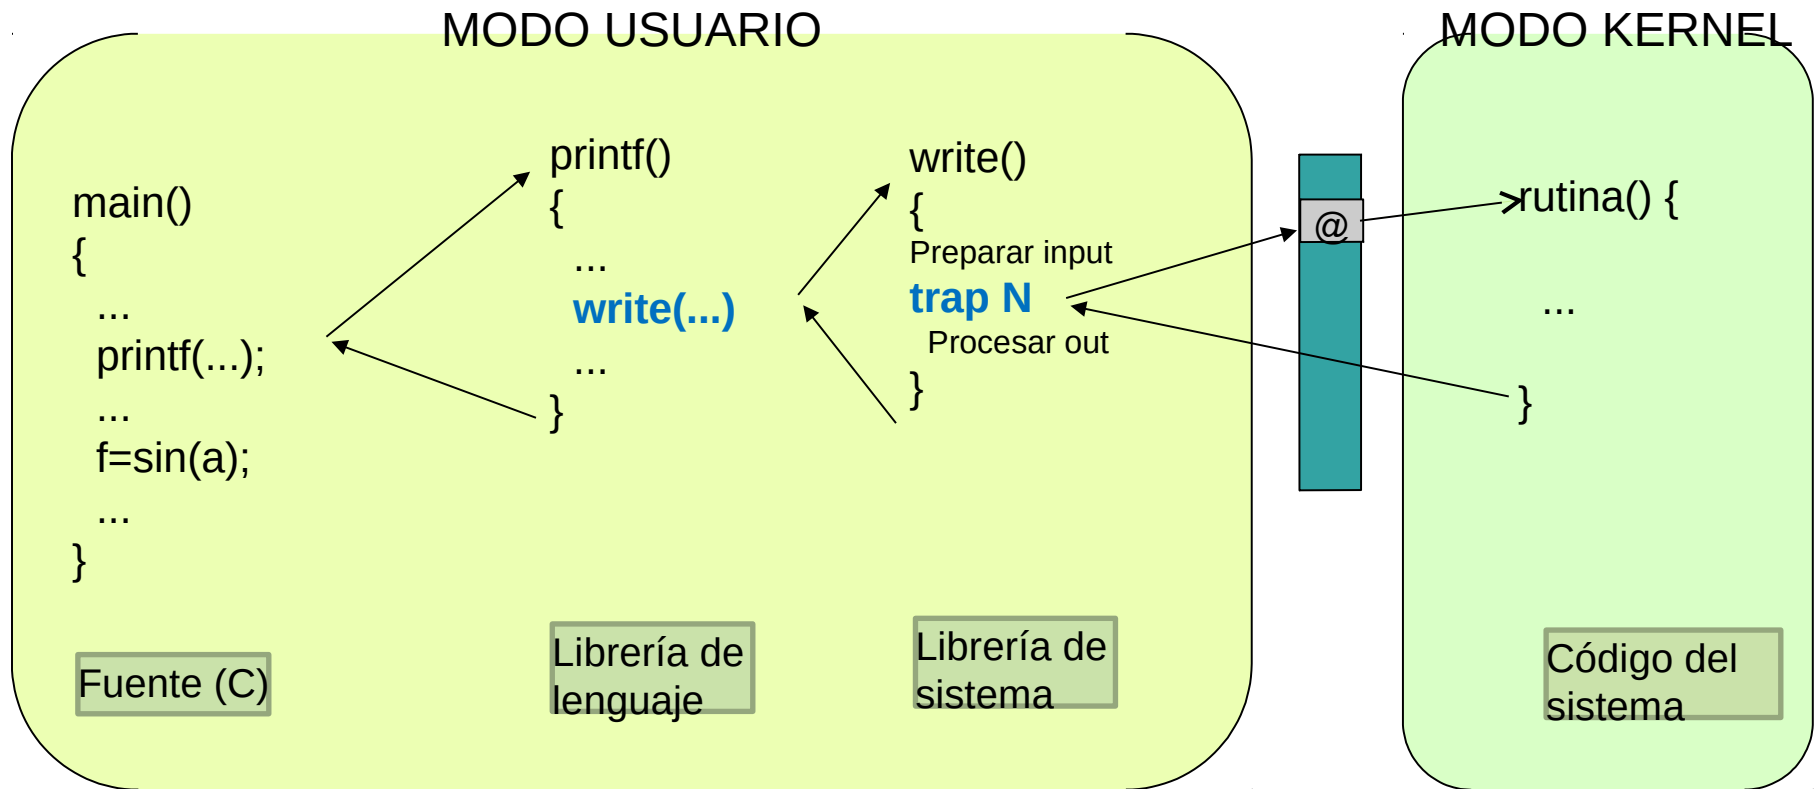 MODO USUARIO
MODO KERNEL
main()
{
...
printf(...);
...
f=sin(a);
...
}
printf()
{
...
write(...)
...
}
write()
{
Preparar input
trap N
Procesar out
}
@
rutina() {
...
}
Fuente (C)
Librería de
lenguaje
Librería de
sistema
Código del
sistema